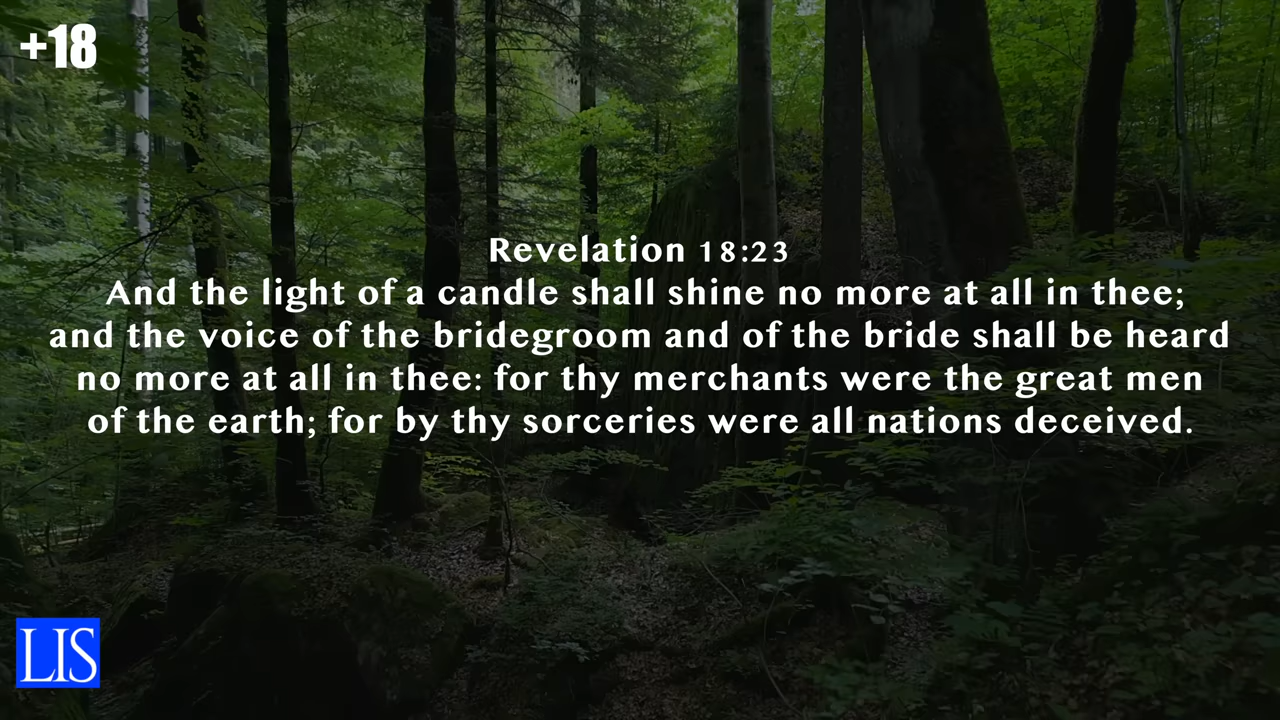 +18
Revelation 18:23
And the light of a candle shall shine no more at all in thee;
and the voice of the bridegroom and of the bride shall be heard
no more at all in thee: for thy merchants were the great men
of the earth; for by thy sorceries were all nations deceived.
LIS